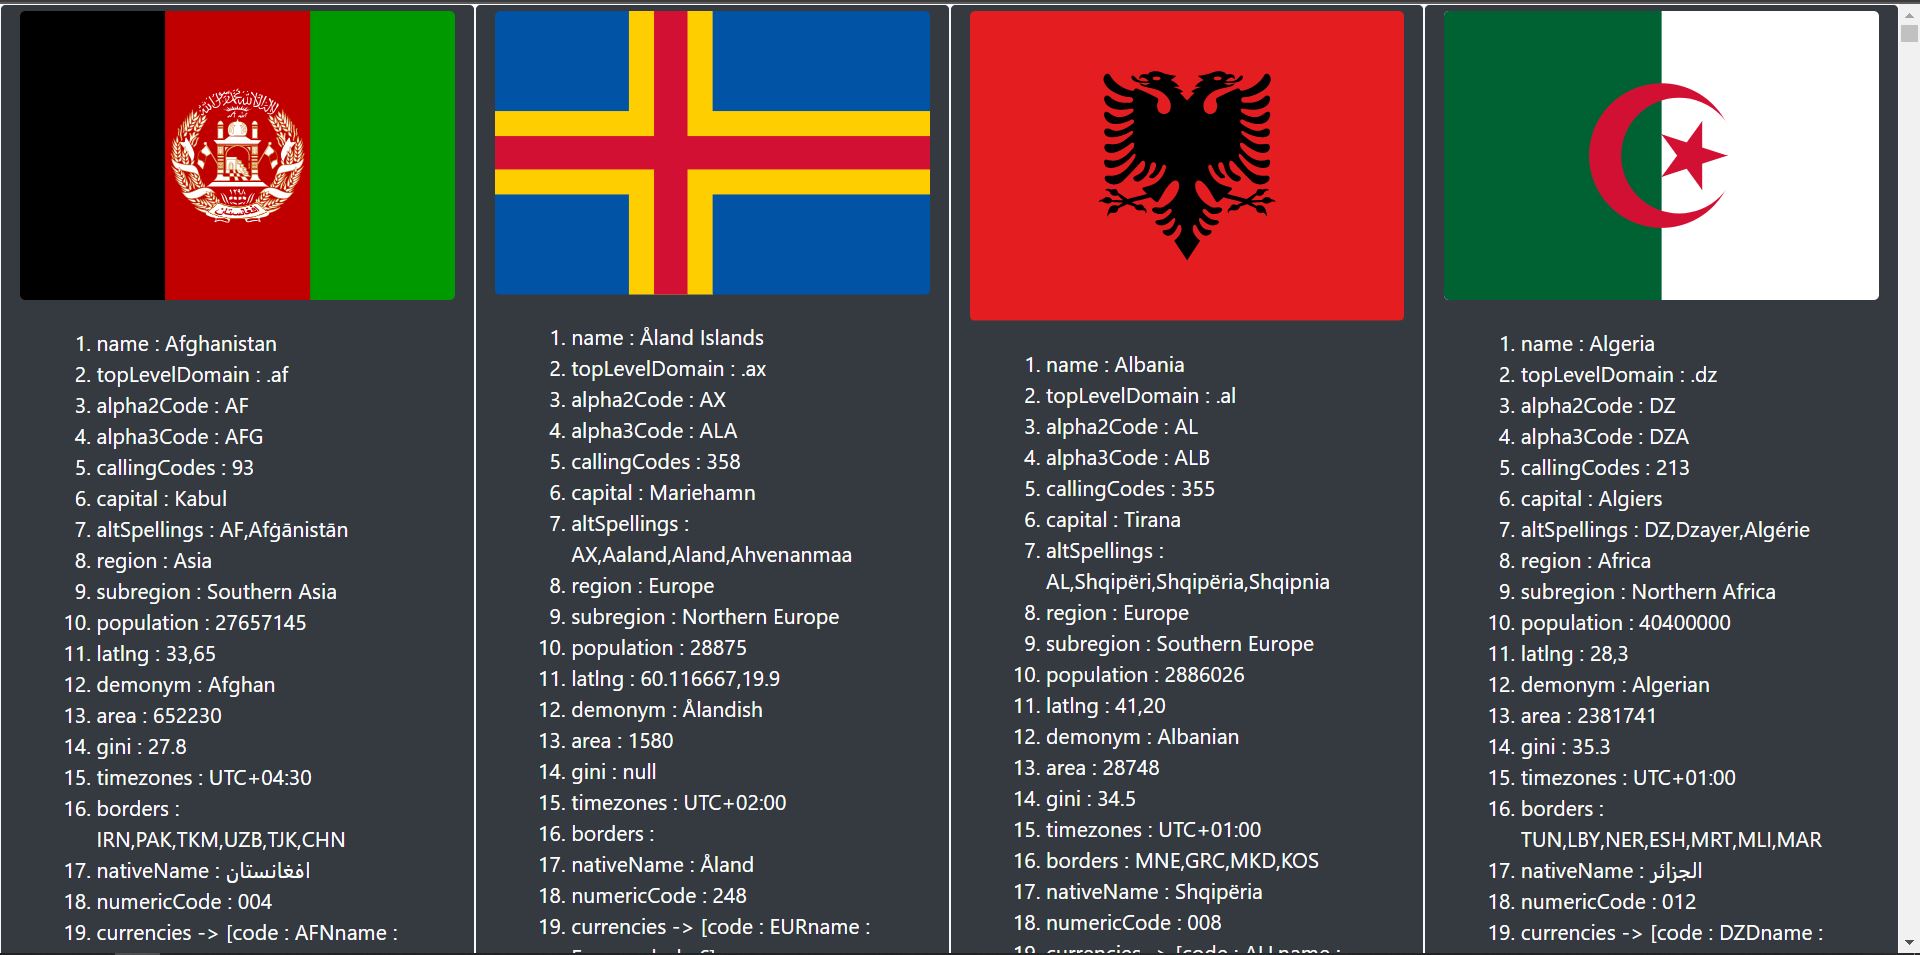 1. name : Afghanistan
2. topLevelDomain : .af
3. alpha2Code : AF
4. alpha3Code : AFG
5. callingCodes : 93
6. capital : Kabul
7. altSpellings : AF,Afġānistān
8. region : Asia
9. subregion : Southern Asia
10. population : 27657145
11. latlng : 33,65
12. demonym : Afghan
13. area : 652230
14. gini : 27.8
15. timezones : UTC+04:30
16. borders :
IRN,PAK,TKM,UZB,TJK,CHN
17. nativeName : افغانستان
18. numericCode : 004
19. currencies -> [code : AFNname :
1. name : Åland Islands
2. topLevelDomain : .ax
3. alpha2Code : AX
4. alpha3Code : ALA
5. callingCodes : 358
6. capital : Mariehamn
7. altSpellings :
AX,Aaland,Aland,Ahvenanmaa
8. region : Europe
9. subregion : Northern Europe
10. population : 28875
11. latlng : 60.116667,19.9
12. demonym : Ålandish
13. area : 1580
14. gini : null
15. timezones : UTC+02:00
16. borders :
17. nativeName : Åland
18. numericCode : 248
19. currencies -> [code : EURname :
1. name : Albania
2. topLevelDomain : .al
3. alpha2Code : AL
4. alpha3Code : ALB
5. callingCodes : 355
6. capital : Tirana
7. altSpellings :
AL,Shqipëri,Shqipëria,Shqipnia
8. region : Europe
9. subregion : Southern Europe
10. population : 2886026
11. latlng : 41,20
12. demonym : Albanian
13. area : 28748
14. gini : 34.5
15. timezones : UTC+01:00
16. borders : MNE,GRC,MKD,KOS
17. nativeName : Shqipëria
18. numericCode : 008
19. currencies -> [code : ALLname :
1. name : Algeria
2. topLevelDomain : .dz
3. alpha2Code : DZ
4. alpha3Code : DZA
5. callingCodes : 213
6. capital : Algiers
7. altSpellings : DZ,Dzayer,Algérie
8. region : Africa
9. subregion : Northern Africa
10. population : 40400000
11. latlng : 28,3
12. demonym : Algerian
13. area : 2381741
14. gini : 35.3
15. timezones : UTC+01:00
16. borders :
TUN,LBY,NER,ESH,MRT,MLI,MAR
17. nativeName : الجزائر
18. numericCode : 012
19. currencies -> [code : DZDname :